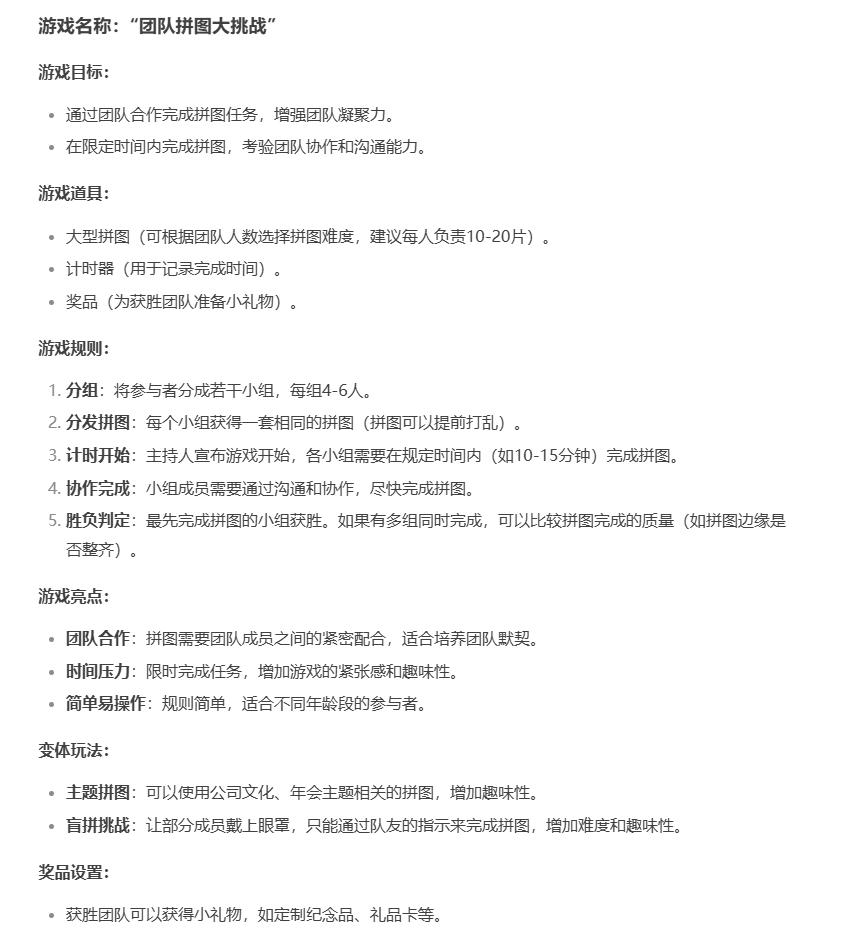 游戏名称：“团队拼图大挑战”
游戏目标：
• 通过团队合作完成拼图任务，增强团队凝聚力。
• 在限定时间内完成拼图，考验团队协作和沟通能力。
游戏道具：
• 大型拼图（可根据团队人数选择拼图难度，建议每人负责10-20片）。
• 计时器（用于记录完成时间）。
• 奖品（为获胜团队准备小礼物）。
游戏规则：
1. 分组：将参与者分成若干小组，每组4-6人。
2. 分发拼图：每个小组获得一套相同的拼图（拼图可以提前打乱）。
3. 计时开始：主持人宣布游戏开始，各小组需要在规定时间内（如10-15分钟）完成拼图。
4. 协作完成：小组成员需要通过沟通和协作，尽快完成拼图。
5. 胜负判定：最先完成拼图的小组获胜。如果有多组同时完成，可以比较拼图完成的质量（如拼图边缘是
否整齐）。
游戏亮点：
• 团队合作：拼图需要团队成员之间的紧密配合，适合培养团队默契。
• 时间压力：限时完成任务，增加游戏的紧张感和趣味性。
• 简单易操作：规则简单，适合不同年龄段的参与者。
变体玩法：
• 主题拼图：可以使用公司文化、年会主题相关的拼图，增加趣味性。
• 盲拼挑战：让部分成员戴上眼罩，只能通过队友的指示来完成拼图，增加难度和趣味性。
奖品设置：
• 获胜团队可以获得小礼物，如定制纪念品、礼品卡等。